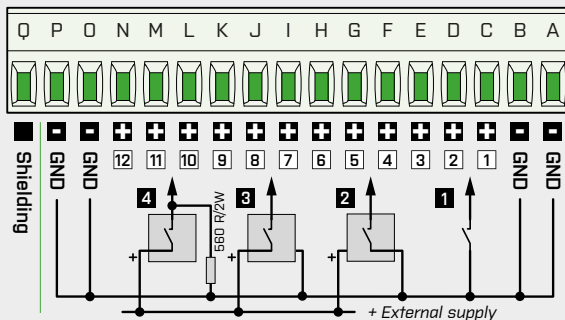 Q P O N M L K J I H G F E D C B A
- - + + + + + + + + + + + + - -
Shielding GND GND 12 11 10 9 8 7 6 5 4 3 2 1 GND GND
4 3 2 1
560 R/2W
+ + +
+ External supply